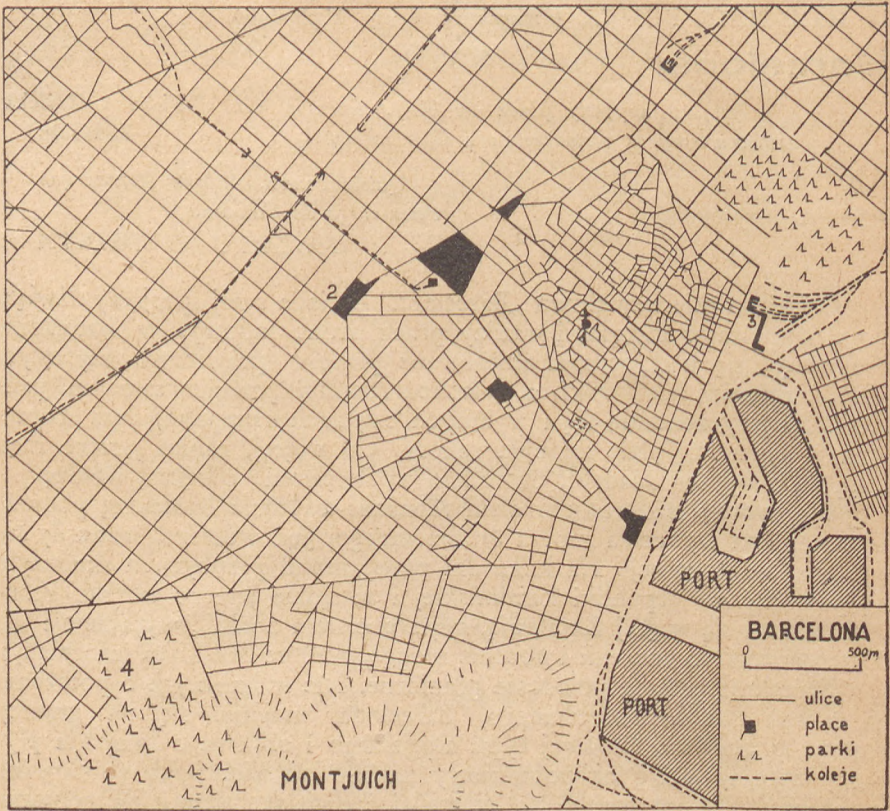 2
3
1
PORT
BARCELONA
0 500m
ulice
place
parki
koleje
PORT
4
MONTJUICH